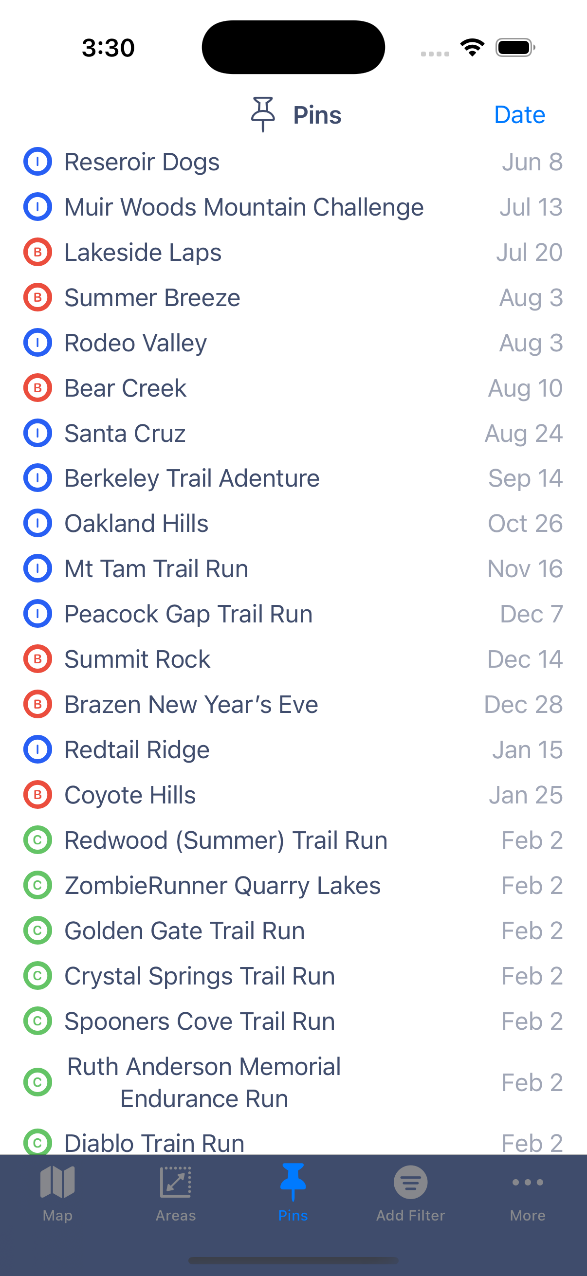 3:30
Pins
Date
I Reseroir Dogs Jun 8
I Muir Woods Mountain Challenge Jul 13
B Lakeside Laps Jul 20
B Summer Breeze Aug 3
I Rodeo Valley Aug 3
B Bear Creek Aug 10
I Santa Cruz Aug 24
I Berkeley Trail Adenture Sep 14
I Oakland Hills Oct 26
I Mt Tam Trail Run Nov 16
I Peacock Gap Trail Run Dec 7
B Summit Rock Dec 14
B Brazen New Year’s Eve Dec 28
I Redtail Ridge Jan 15
B Coyote Hills Jan 25
C Redwood (Summer) Trail Run Feb 2
C ZombieRunner Quarry Lakes Feb 2
C Golden Gate Trail Run Feb 2
C Crystal Springs Trail Run Feb 2
C Spooners Cove Trail Run Feb 2
C Ruth Anderson Memorial
Endurance Run Feb 2
C Diablo Train Run Feb 2
Map
Areas
Pins
Add Filter
More